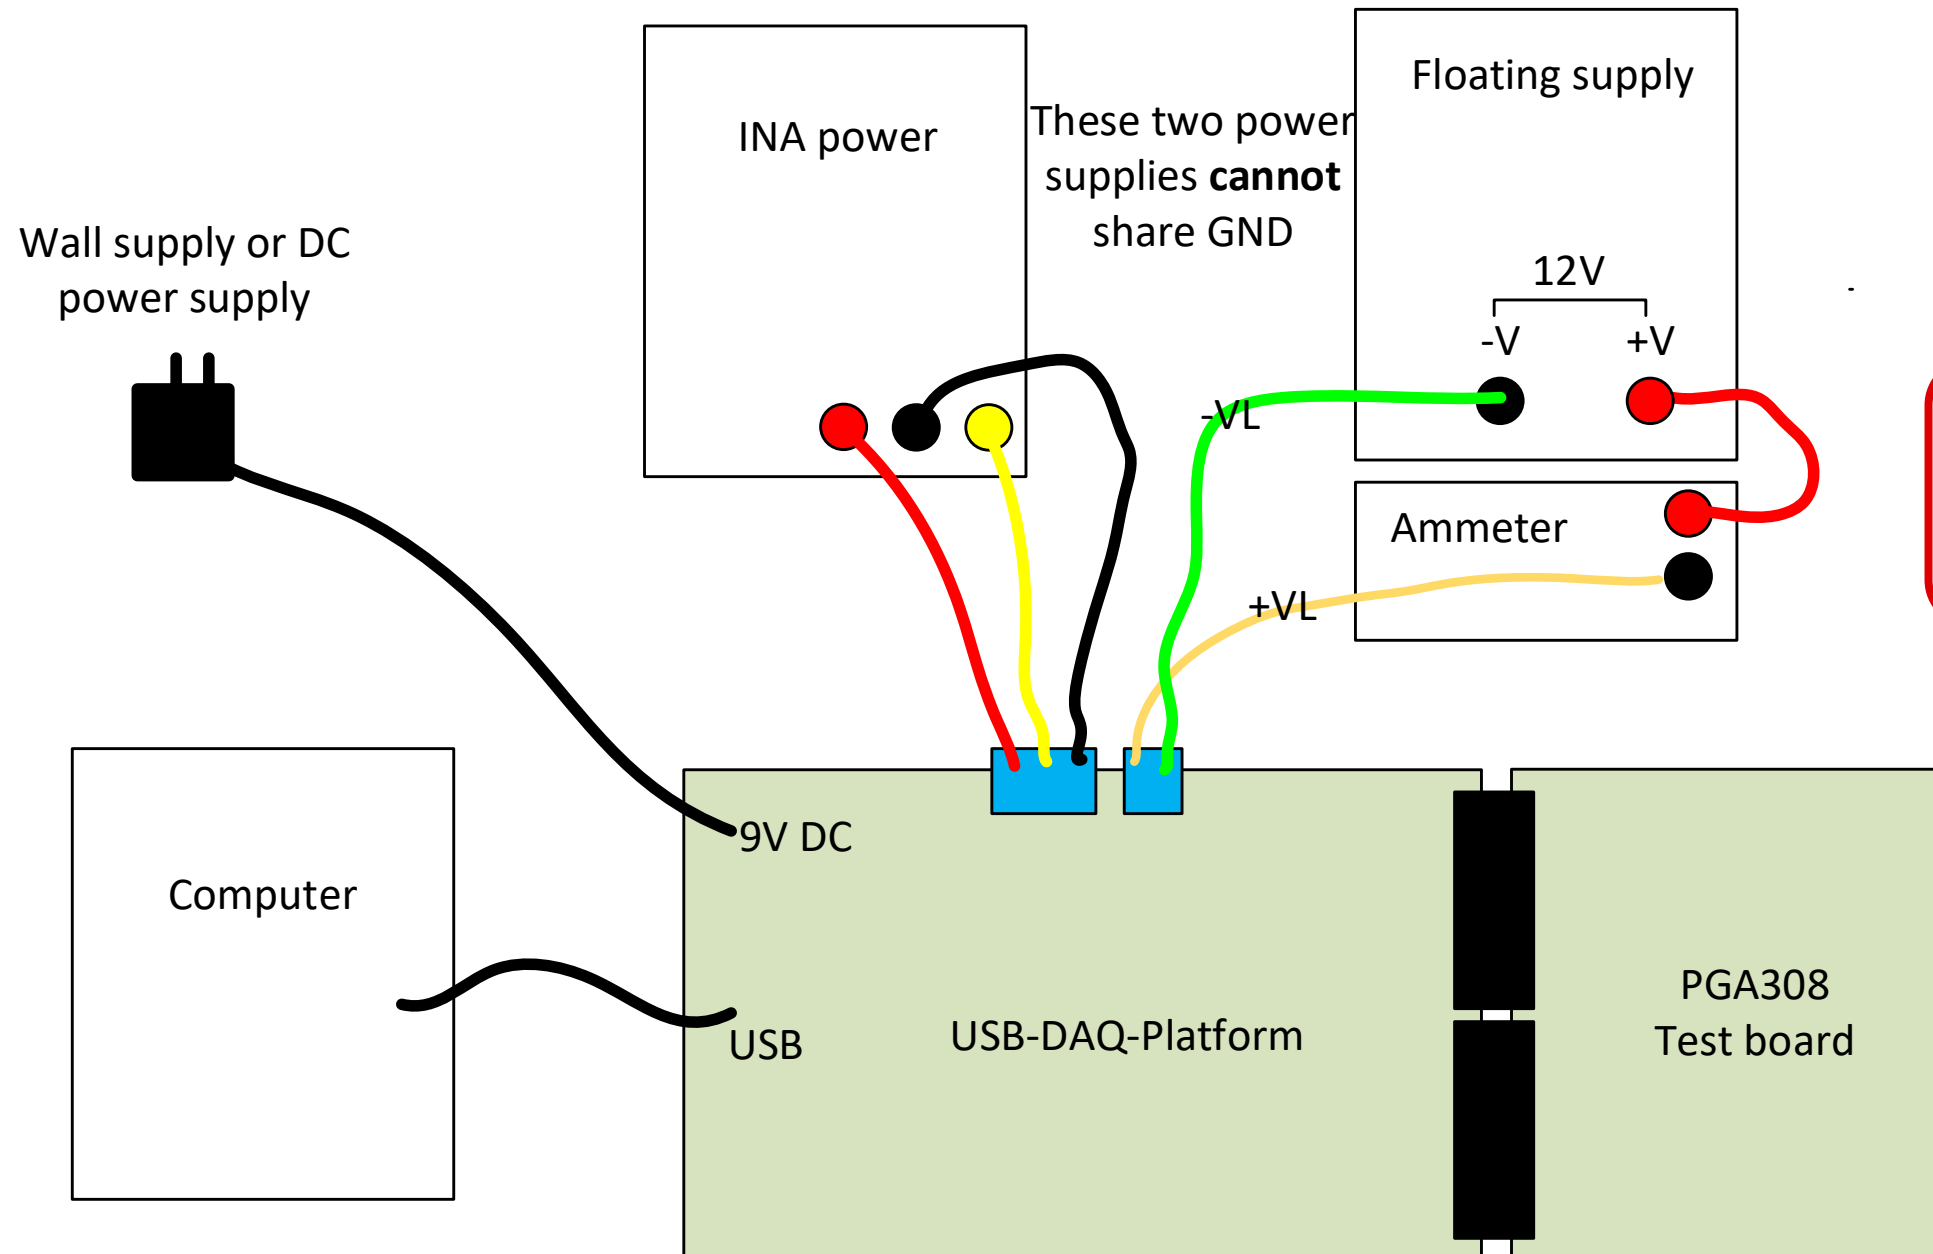 INA power
Floating supply
These two power
supplies cannot
share GND
Wall supply or DC
power supply
12V
-V +V
-VL
Ammeter
+VL
9V DC
Computer
USB
USB-DAQ-Platform
PGA308
Test board